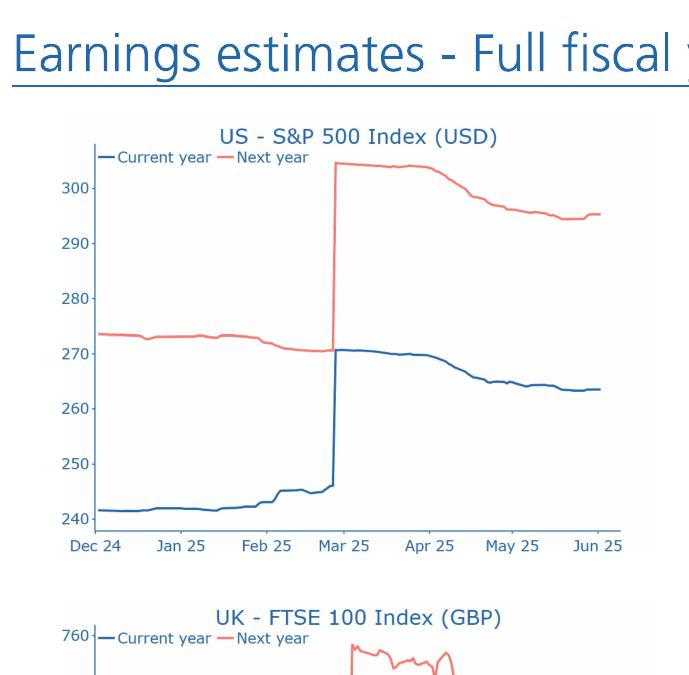 Earnings estimates - Full fiscal
US - S&P 500 Index (USD)
Current year Next year
300
290
280
270
260
250
240
Dec 24 Jan 25 Feb 25 Mar 25 Apr 25 May 25 Jun 25
UK - FTSE 100 Index (GBP)
760
Current year Next year